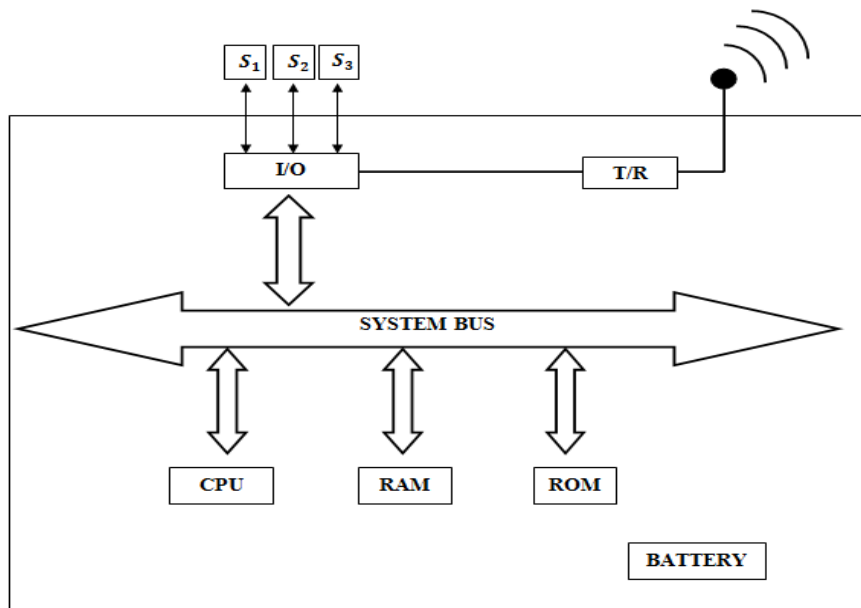 S₁ S₂ S₃
I/O
T/R
SYSTEM BUS
CPU RAM ROM
BATTERY